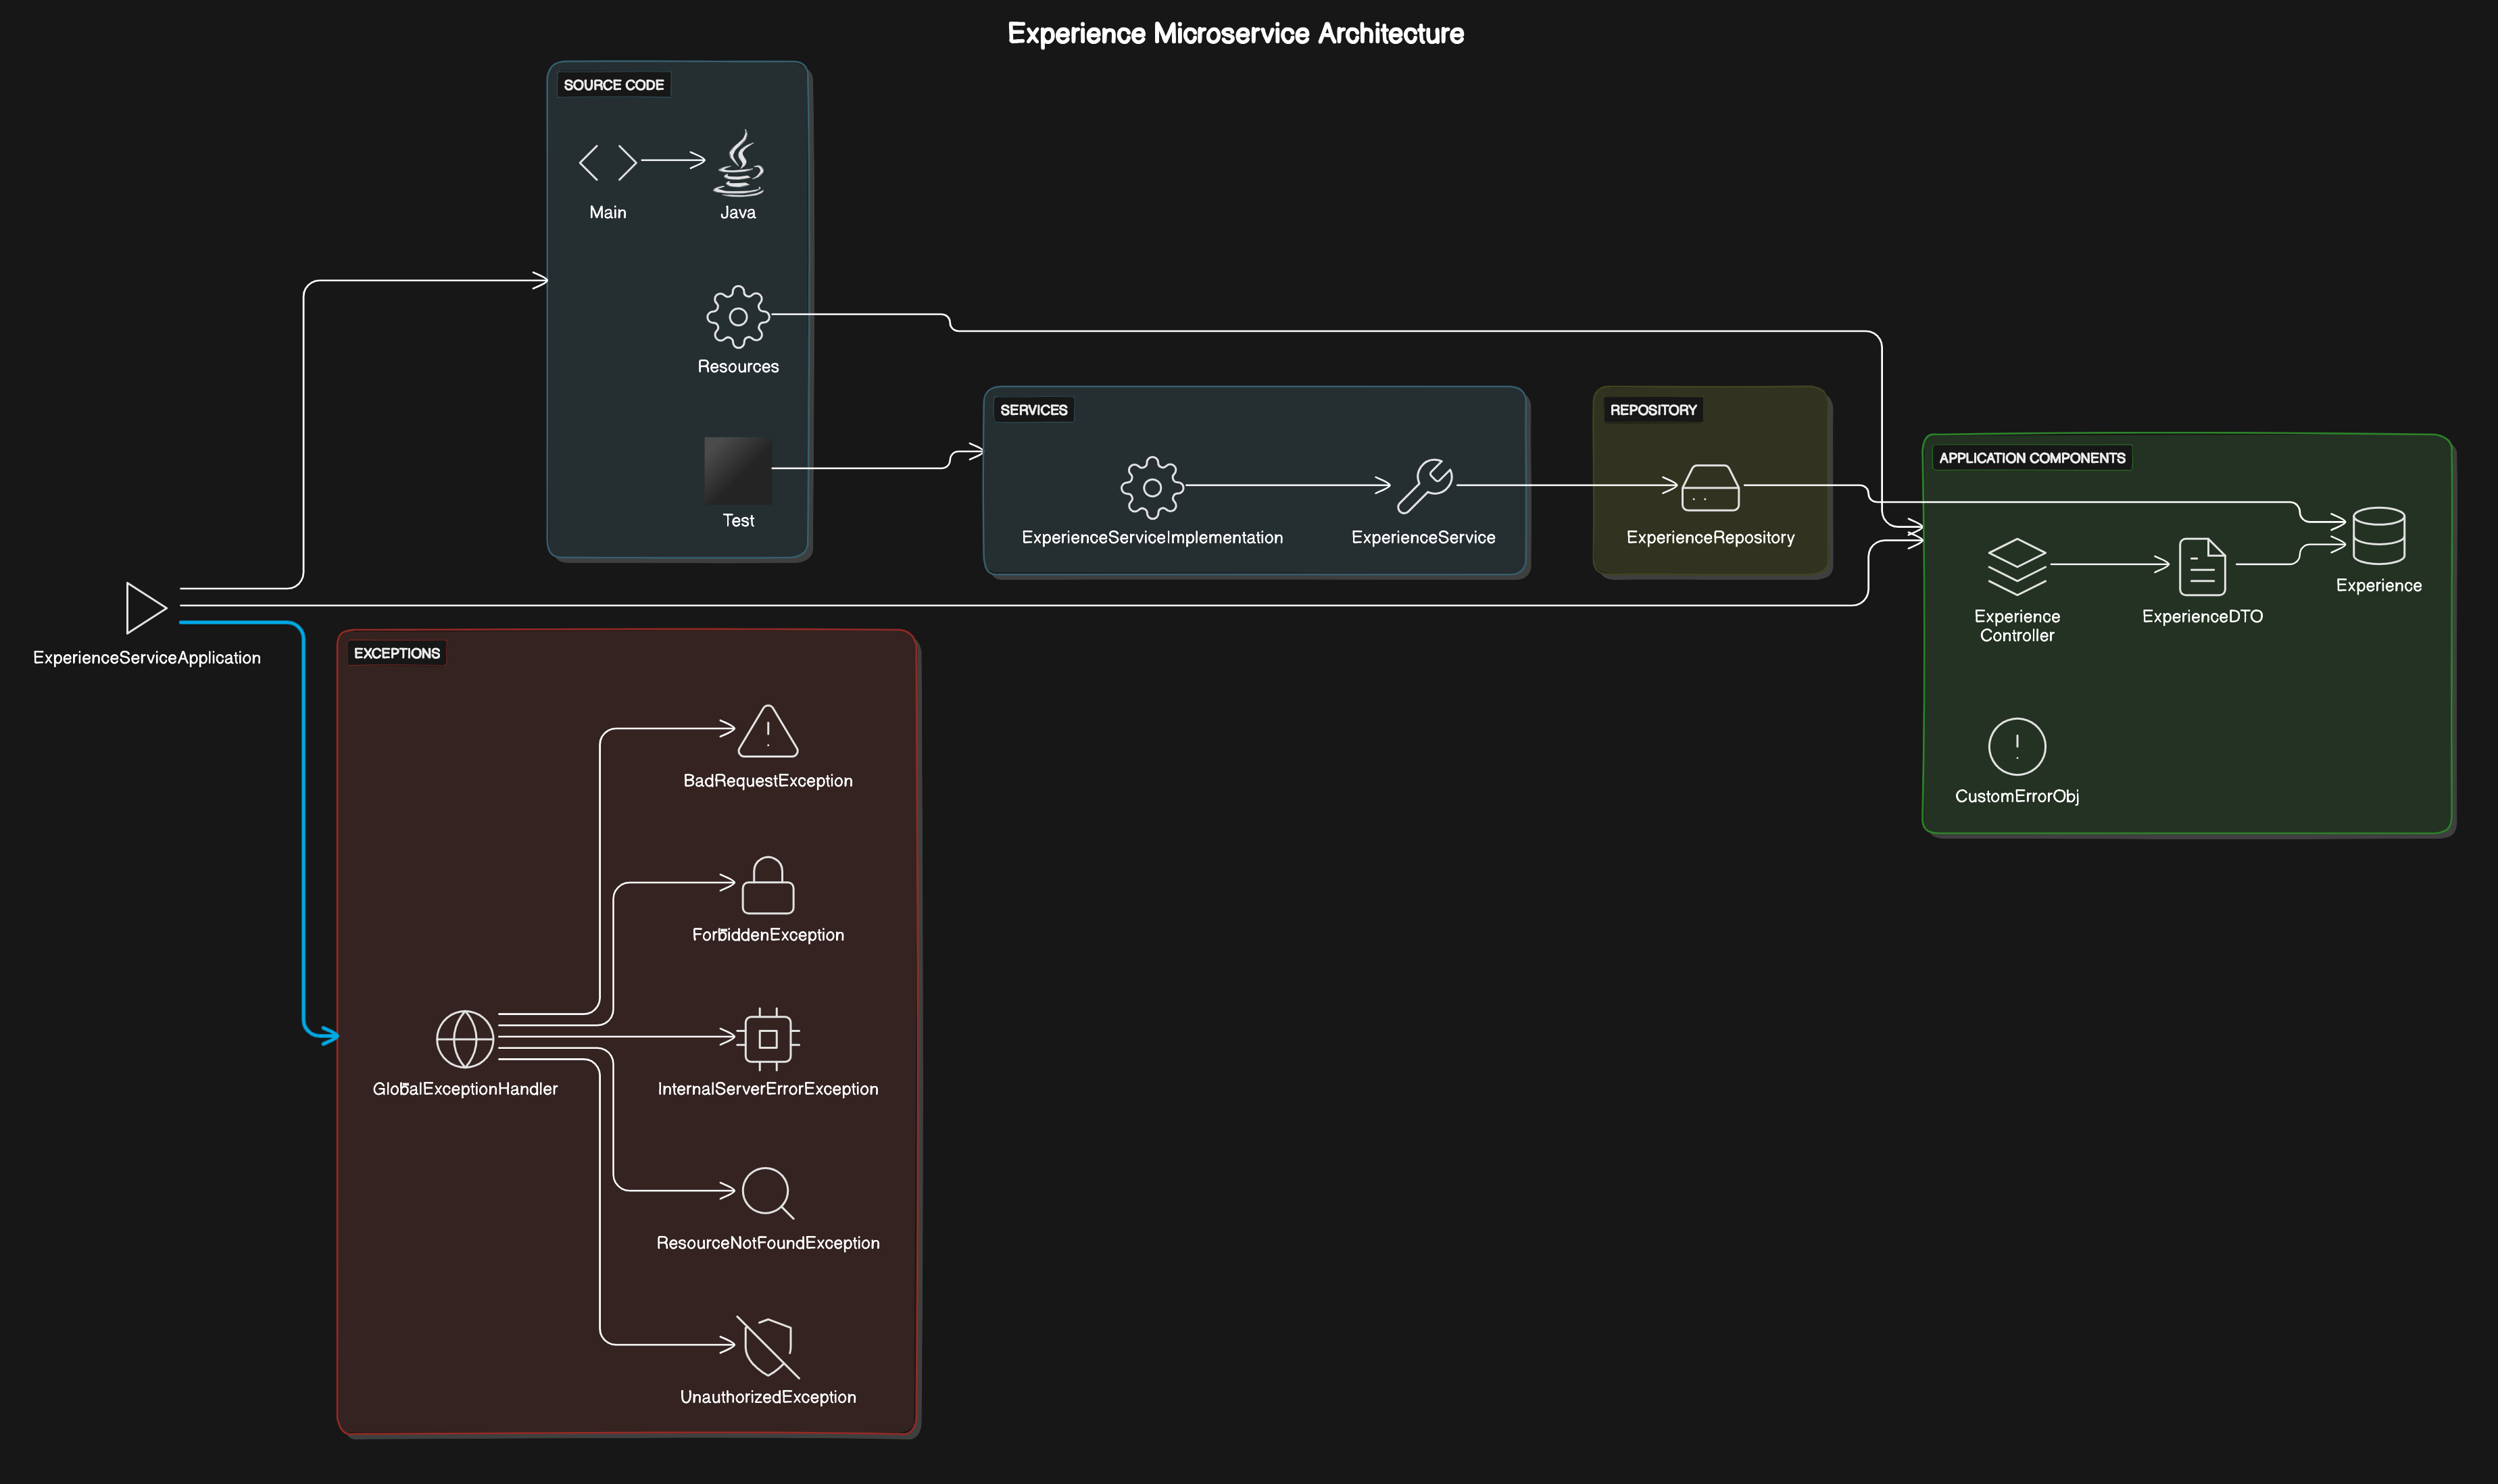 Experience Microservice Architecture
SOURCE CODE
Main
Java
Resources
Test
SERVICES
ExperienceServiceImplementation
ExperienceService
REPOSITORY
ExperienceRepository
APPLICATION COMPONENTS
Experience
Controller
ExperienceDTO
Experience
CustomErrorObj
ExperienceServiceApplication
EXCEPTIONS
BadRequestException
ForbiddenException
GlobalExceptionHandler
InternalServerErrorException
ResourceNotFoundException
UnauthorizedException